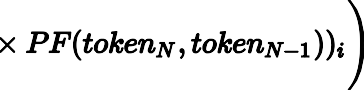 × PF(token_N, token_{N−1}))_i)